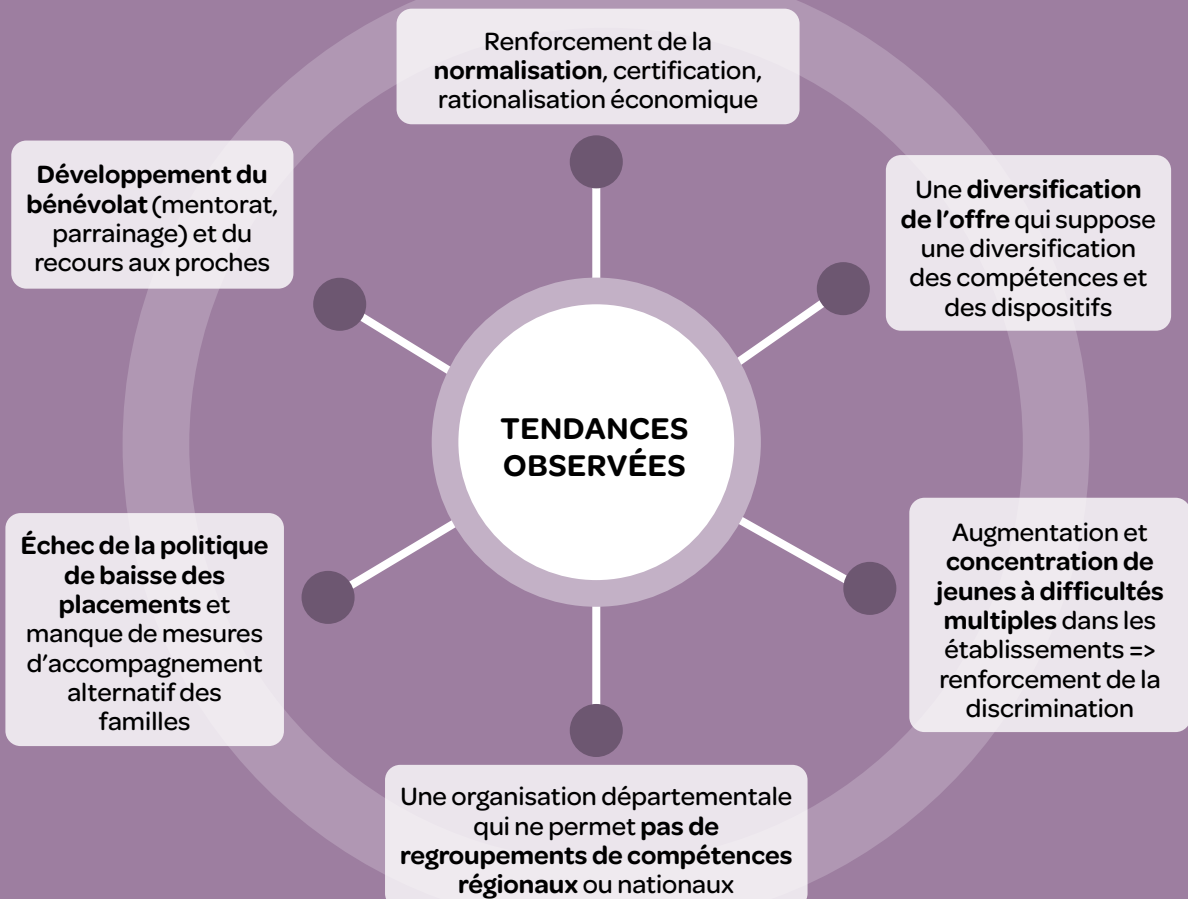 Renforcement de la
normalisation, certification,
rationalisation économique
Développement du
bénévolat (mentorat,
parrainage) et du
recours aux proches
Une diversification
de l'offre qui suppose
une diversification
des compétences et
des dispositifs
TENDANCES
OBSERVÉES
Échec de la politique
de baisse des
placements et
manque de mesures
d'accompagnement
alternatif des
familles
Augmentation et
concentration de
jeunes à difficultés
multiples dans les
établissements =>
renforcement de la
discrimination
Une organisation départementale
qui ne permet pas de
regroupements de compétences
régionaux ou nationaux